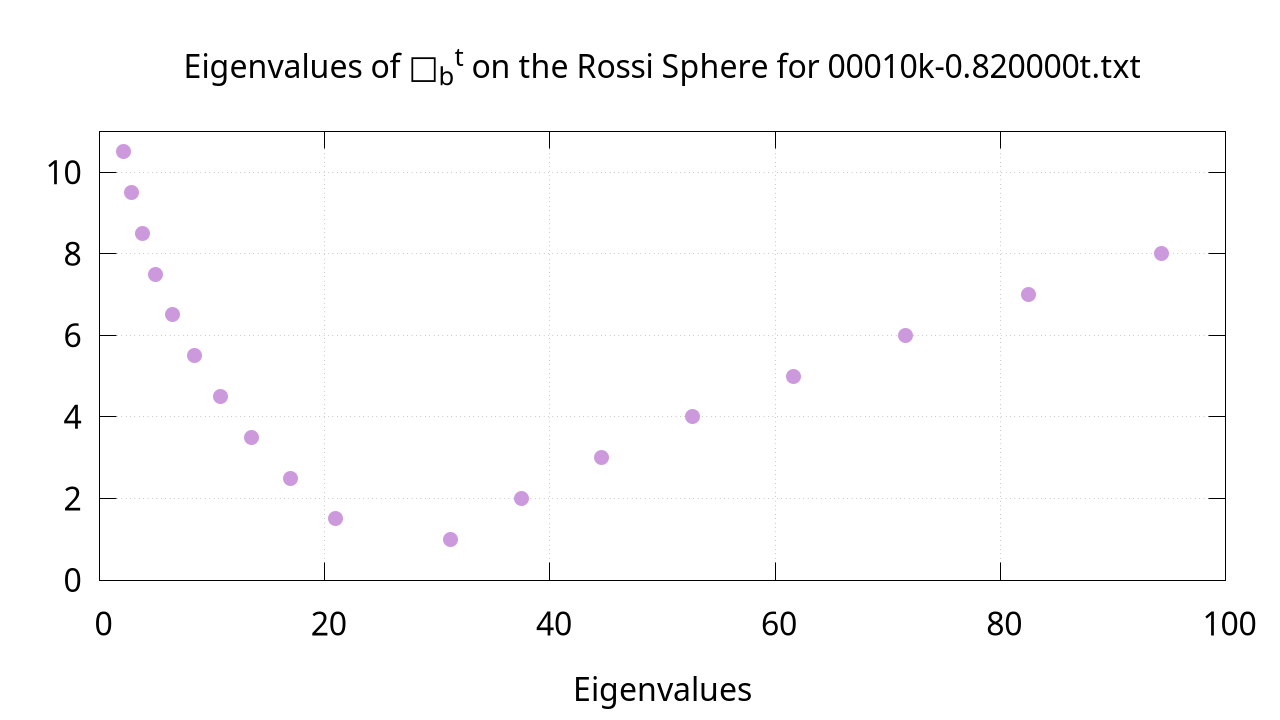 Eigenvalues of □bᵗ on the Rossi Sphere for 00010k-0.820000t.txt
10
8
6
4
2
0
0 20 40 60 80 100
Eigenvalues